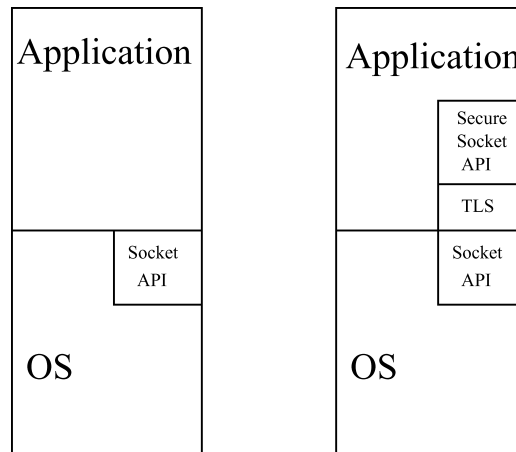 Application
Socket
API
OS
Application
Secure
Socket
API
TLS
Socket
API
OS